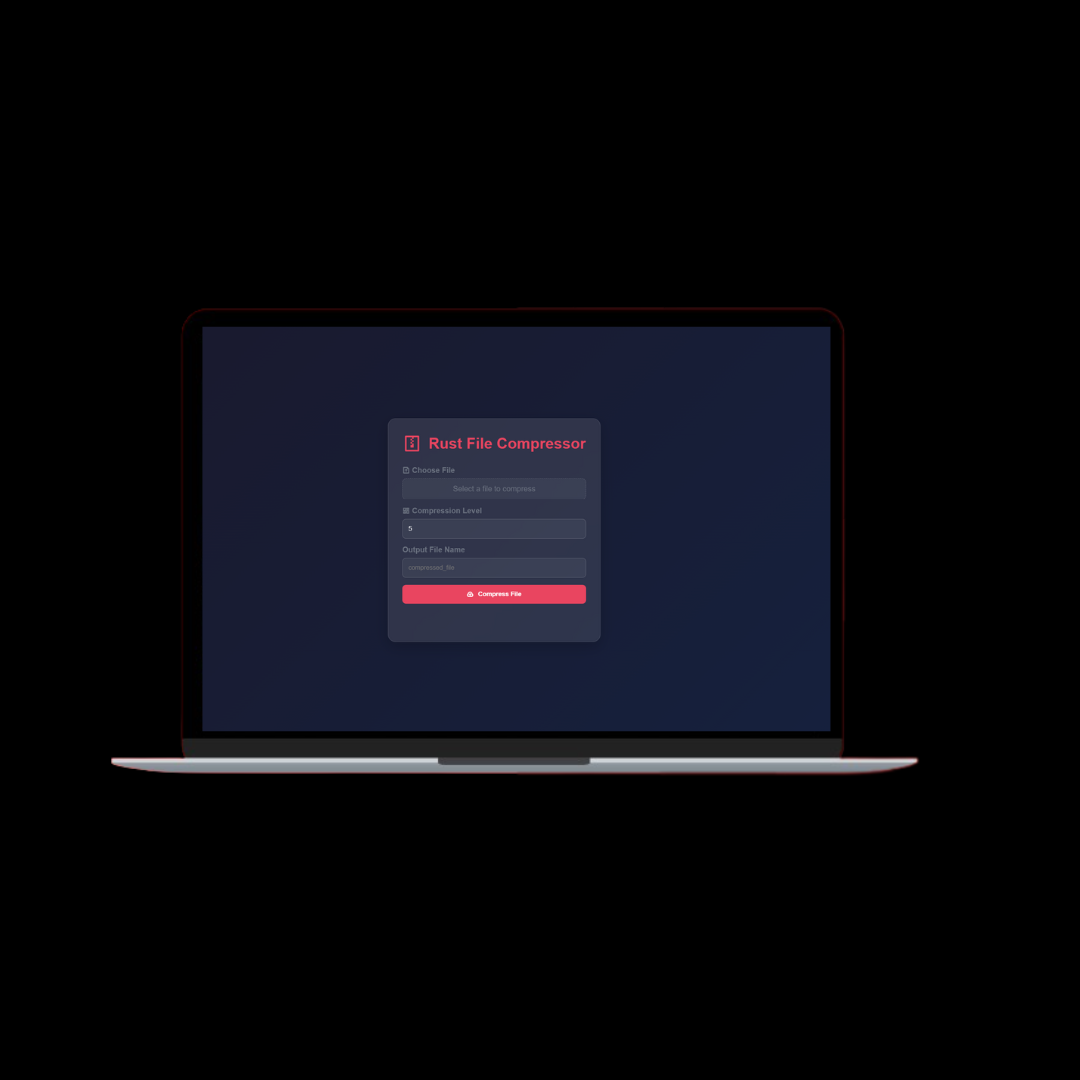 Rust File Compressor
Choose File
Select a file to compress
Compression Level
5
Output File Name
compressed_file
Compress File